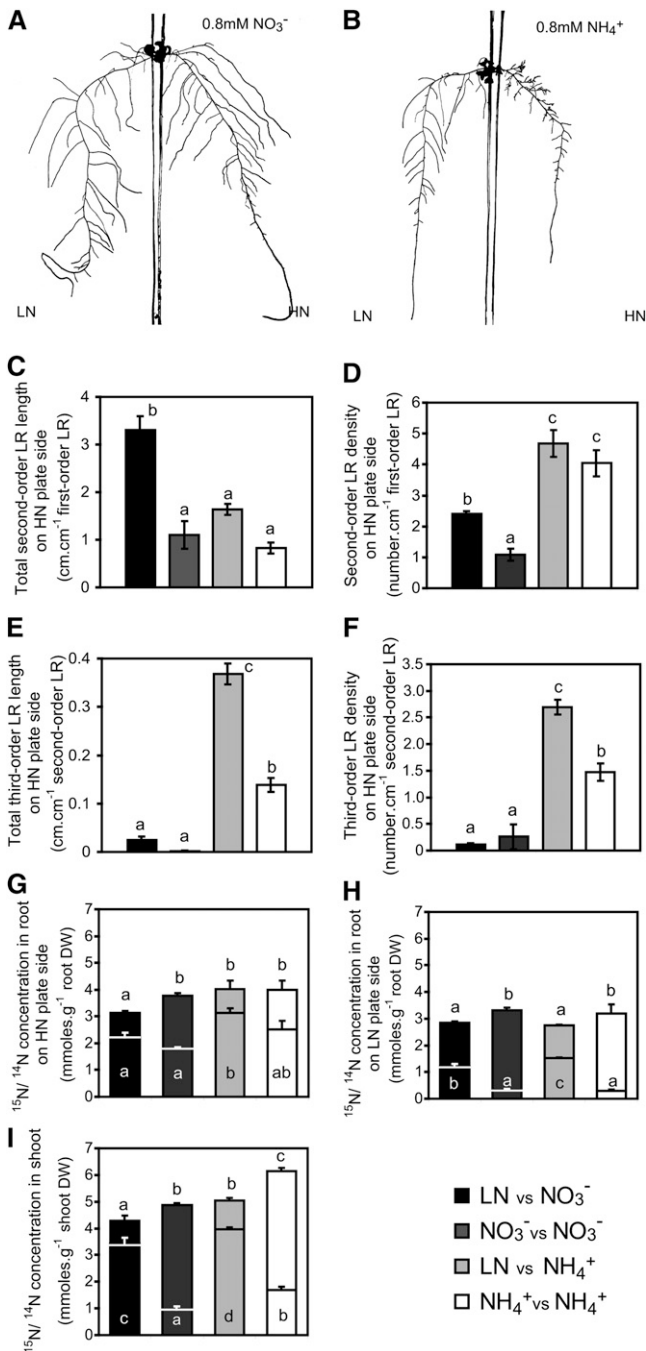 A
0.8mM NO₃⁻
LN
HN
B
0.8mM NH₄⁺
LN
HN
C
Total second-order LR length
on HN plate side
(cm.cm⁻¹ first-order LR)
4
3
2
1
0
b
a
a
a
D
Second-order LR density
on HN plate side
(number.cm⁻¹ first-order LR)
6
5
4
3
2
1
0
b
a
c
c
E
Total third-order LR length
on HN plate side
(cm.cm⁻¹ second-order LR)
0.4
0.3
0.2
0.1
0
a
a
c
b
F
Third-order LR density
on HN plate side
(number.cm⁻¹ second-order LR)
3.5
3.0
2.5
2.0
1.5
1.0
0.5
0
a
a
c
b
G
¹⁵N/ ¹⁴N concentration in root
on HN plate side
(mmoles.g⁻¹ root DW)
7
6
5
4
3
2
1
0
a
b
b
b
a
a
b
ab
H
¹⁵N/ ¹⁴N concentration in root
on LN plate side
(mmoles.g⁻¹ root DW)
7
6
5
4
3
2
1
0
a
b
a
b
b
a
c
a
I
¹⁵N/ ¹⁴N concentration in shoot
(mmoles.g⁻¹ shoot DW)
7
6
5
4
3
2
1
0
a
b
b
c
c
a
d
b
LN vs NO₃⁻
NO₃⁻ vs NO₃⁻
LN vs NH₄⁺
NH₄⁺ vs NH₄⁺